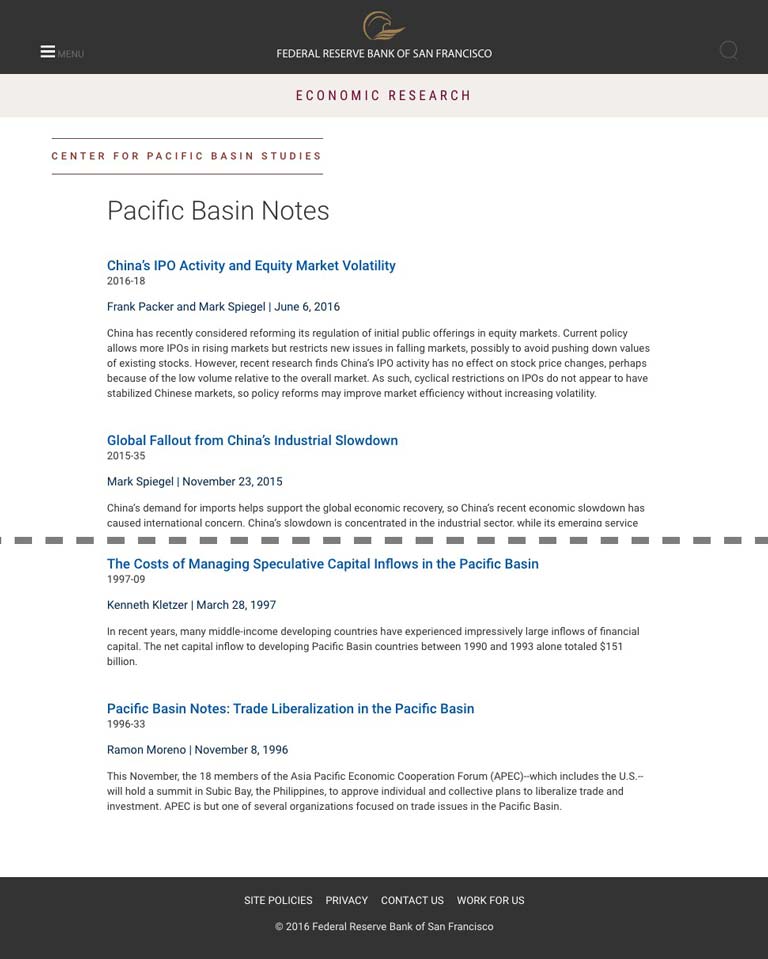 MENU
FEDERAL RESERVE BANK OF SAN FRANCISCO
ECONOMIC RESEARCH
CENTER FOR PACIFIC BASIN STUDIES
Pacific Basin Notes
China’s IPO Activity and Equity Market Volatility
2016-18
Frank Packer and Mark Spiegel | June 6, 2016
China has recently considered reforming its regulation of initial public offerings in equity markets. Current policy
allows more IPOs in rising markets but restricts new issues in falling markets, possibly to avoid pushing down values
of existing stocks. However, recent research finds China’s IPO activity has no effect on stock price changes, perhaps
because of the low volume relative to the overall market. As such, cyclical restrictions on IPOs do not appear to have
stabilized Chinese markets, so policy reforms may improve market efficiency without increasing volatility.
Global Fallout from China’s Industrial Slowdown
2015-35
Mark Spiegel | November 23, 2015
China’s demand for imports helps support the global economic recovery, so China’s recent economic slowdown has
caused international concern. China’s slowdown is concentrated in the industrial sector, while its emerging service
The Costs of Managing Speculative Capital Inflows in the Pacific Basin
1997-09
Kenneth Kletzer | March 28, 1997
In recent years, many middle-income developing countries have experienced impressively large inflows of financial
capital. The net capital inflow to developing Pacific Basin countries between 1990 and 1993 alone totaled $151
billion.
Pacific Basin Notes: Trade Liberalization in the Pacific Basin
1996-33
Ramon Moreno | November 8, 1996
This November, the 18 members of the Asia Pacific Economic Cooperation Forum (APEC)--which includes the U.S.--
will hold a summit in Subic Bay, the Philippines, to approve individual and collective plans to liberalize trade and
investment. APEC is but one of several organizations focused on trade issues in the Pacific Basin.
SITE POLICIES PRIVACY CONTACT US WORK FOR US
© 2016 Federal Reserve Bank of San Francisco